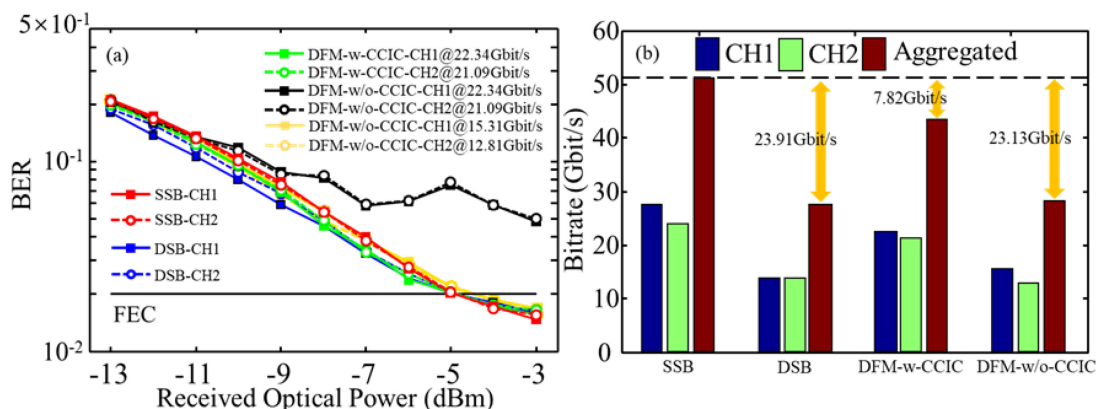 5×10⁻¹
(a)
DFM-w-CCIC-CH1@22.34Gbit/s
DFM-w-CCIC-CH2@21.09Gbit/s
DFM-w/o-CCIC-CH1@22.34Gbit/s
DFM-w/o-CCIC-CH2@21.09Gbit/s
DFM-w/o-CCIC-CH1@15.31Gbit/s
DFM-w/o-CCIC-CH2@12.81Gbit/s
10⁻¹
BER
SSB-CH1
SSB-CH2
DSB-CH1
DSB-CH2
FEC
10⁻²
-13 -11 -9 -7 -5 -3
Received Optical Power (dBm)
(b)
CH1 CH2 Aggregated
60
50
40
30
20
10
0
Bitrate (Gbit/s)
23.91Gbit/s
7.82Gbit/s
23.13Gbit/s
SSB DSB DFM-w-CCIC DFM-w/o-CCIC